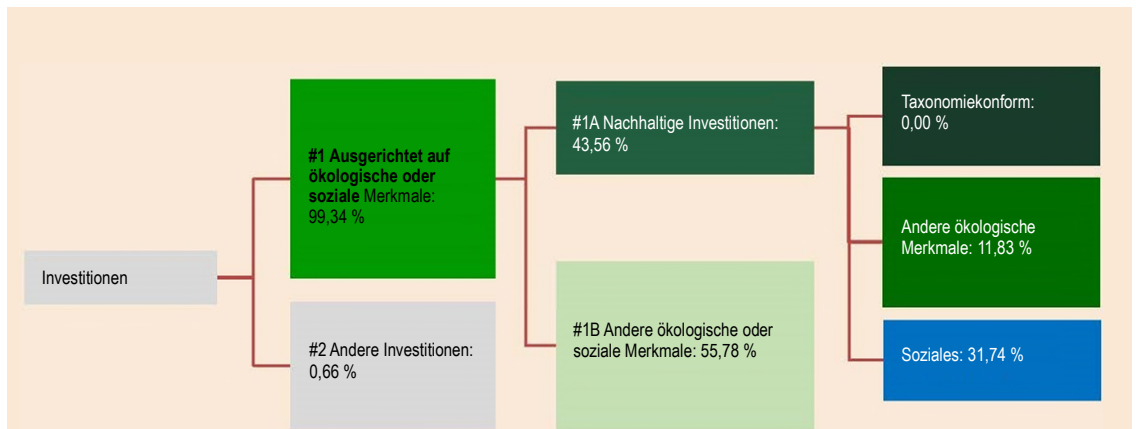 Investitionen
#1 Ausgerichtet auf
ökologische oder
soziale Merkmale:
99,34 %
#2 Andere Investitionen:
0,66 %
#1A Nachhaltige Investitionen:
43,56 %
#1B Andere ökologische oder
soziale Merkmale: 55,78 %
Taxonomiekonform:
0,00 %
Andere ökologische
Merkmale: 11,83 %
Soziales: 31,74 %